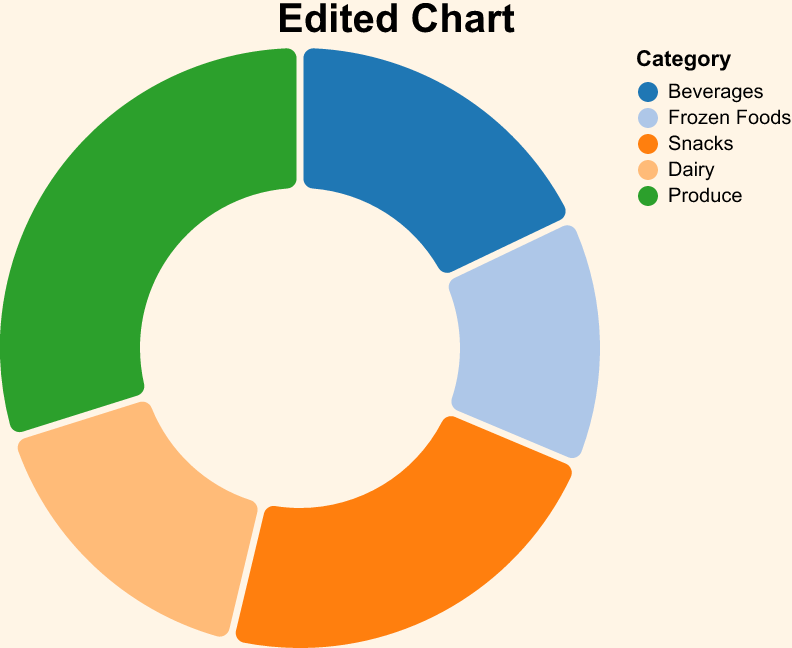 Edited Chart
Category
Beverages
Frozen Foods
Snacks
Dairy
Produce